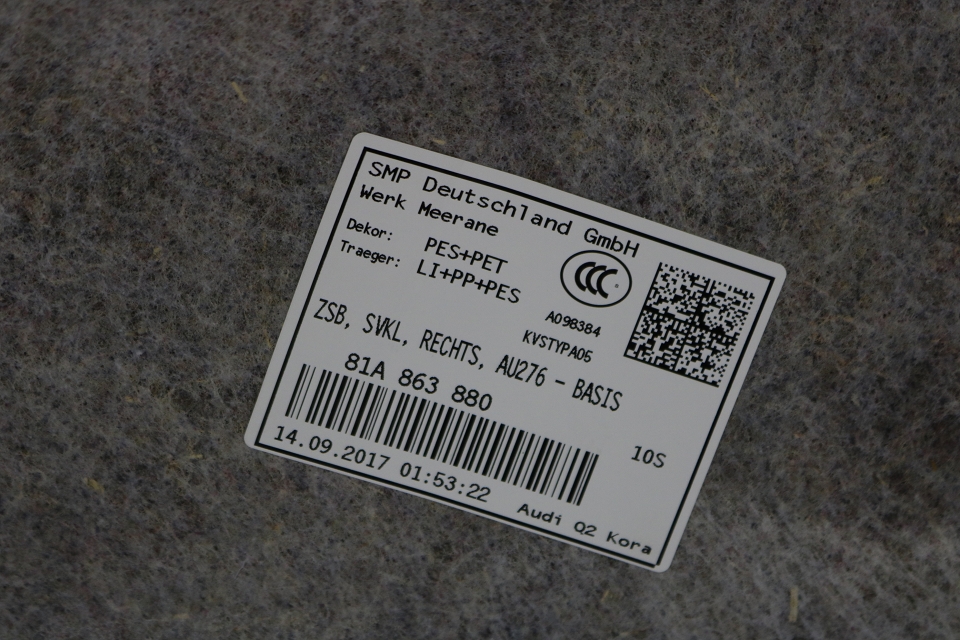 SMP Deutschland GmbH
Werk Meerane
Dekor: PES+PET
Traeger: LI+PP+PES
CCC
A098384
KVSTYPA05
ZSB, SVKL, RECHTS, AU276 - BASIS
81A 863 880
10S
14.09.2017 01:53:22
Audi Q2 Kora